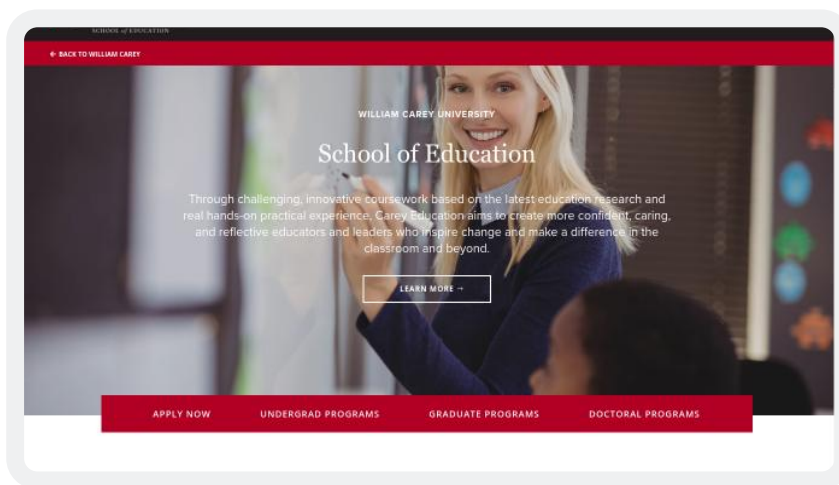 SCHOOL of EDUCATION
← BACK TO WILLIAM CAREY
WILLIAM CAREY UNIVERSITY
School of Education
Through challenging, innovative coursework based on the latest education research and
real hands-on practical experience, Carey Education aims to create more confident, caring,
and reflective educators and leaders who inspire change and make a difference in the
classroom and beyond.
LEARN MORE →
APPLY NOW UNDERGRAD PROGRAMS GRADUATE PROGRAMS DOCTORAL PROGRAMS